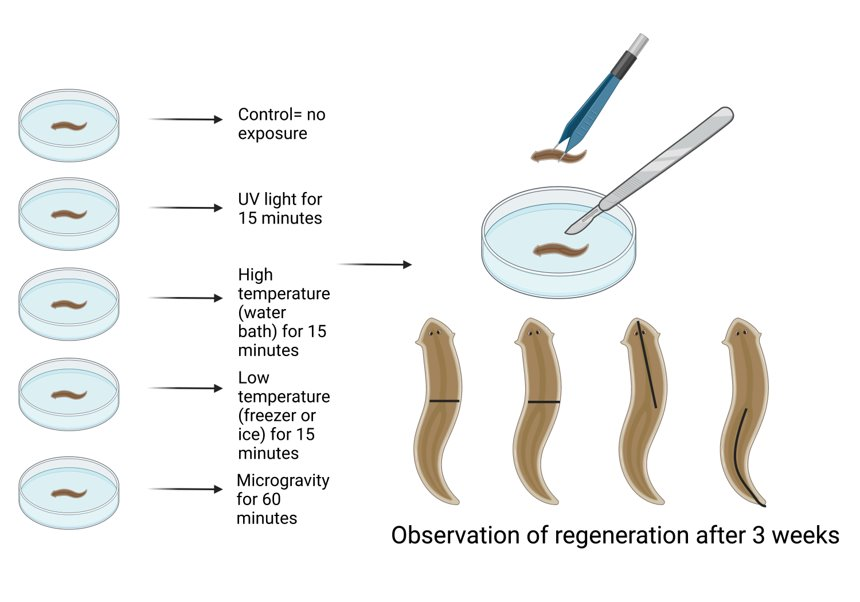 Control= no
exposure
UV light for
15 minutes
High
temperature
(water
bath) for 15
minutes
Low
temperature
(freezer or
ice) for 15
minutes
Microgravity
for 60
minutes
Observation of regeneration after 3 weeks